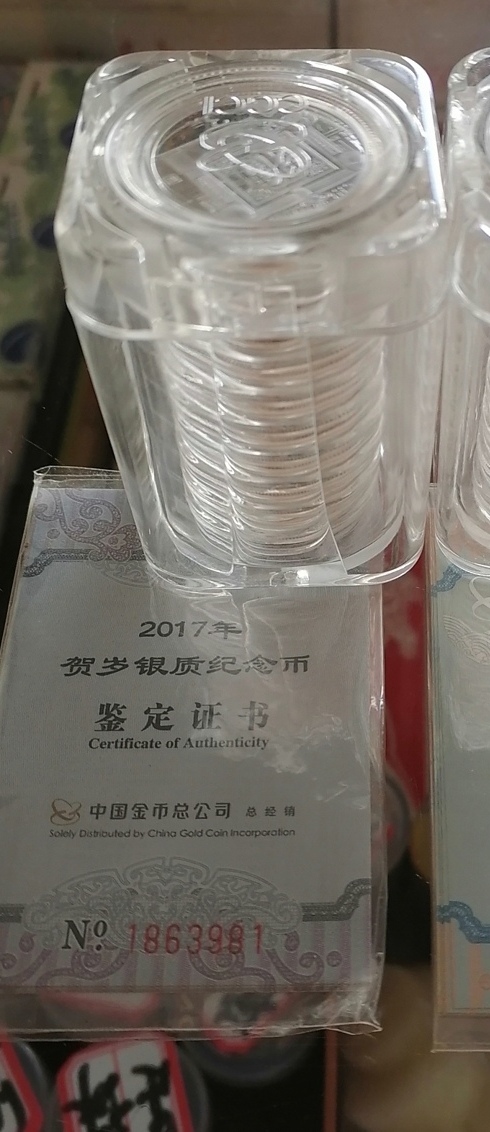 2017年
贺岁银质纪念币
鉴定证书
Certificate of Authenticity
中国金币总公司 总经销
Solely Distributed by China Gold Coin Incorporation
Nº 1863981